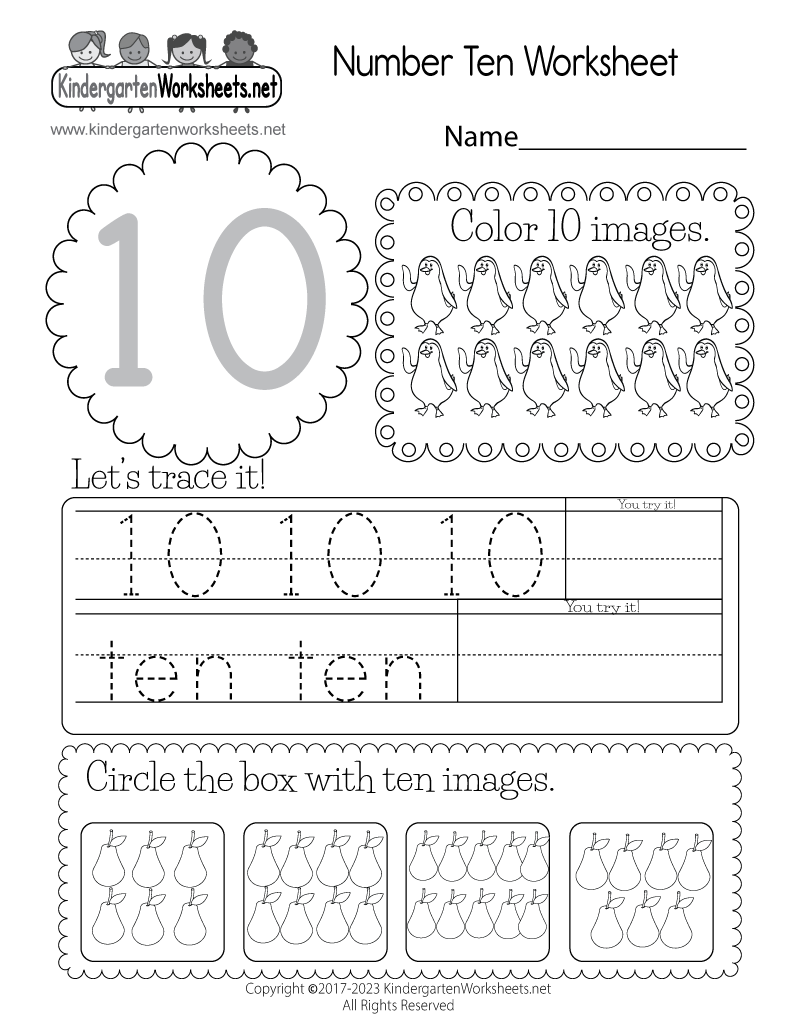 KindergartenWorksheets.net
www.kindergartenworksheets.net
Number Ten Worksheet
Name
10
Color 10 images.
Let's trace it!
10 10 10
You try it!
ten ten
You try it!
Circle the box with ten images.
Copyright ©2017-2023 KindergartenWorksheets.net
All Rights Reserved